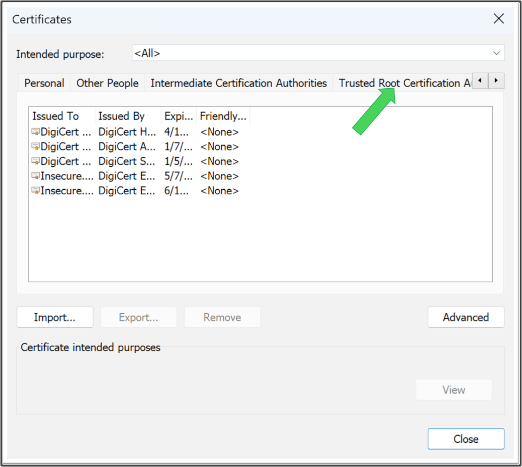 Certificates
Intended purpose: <All>
Personal Other People Intermediate Certification Authorities Trusted Root Certification A
Issued To Issued By Expi... Friendly...
DigiCert ... DigiCert H... 4/1... <None>
DigiCert ... DigiCert A... 1/7/... <None>
DigiCert ... DigiCert S... 1/5/... <None>
Insecure.... DigiCert E... 5/7/... <None>
Insecure.... DigiCert E... 6/1... <None>
Import... Export... Remove Advanced
Certificate intended purposes
View
Close